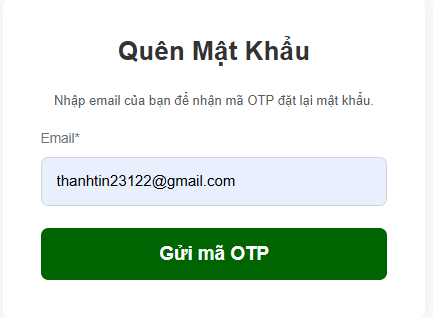 Quên Mật Khẩu
Nhập email của bạn để nhận mã OTP đặt lại mật khẩu.
Email*
thanhtin23122@gmail.com
Gửi mã OTP